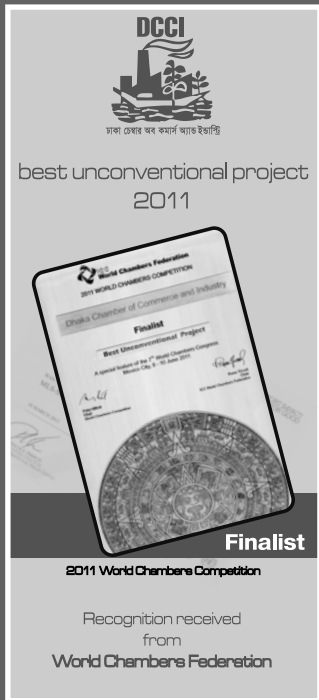 DCCI
ঢাকা চেম্বার অব কমার্স অ্যান্ড ইন্ডাস্ট্রি
best unconventional project
2011
World Chambers Federation
2011 WORLD CHAMBERS COMPETITION
Dhaka Chamber of Commerce and Industry
Finalist
Best Unconventional Project
A special feature of the 7th World Chambers Congress
Mexico City, 8 - 10 June 2011
Finalist
2011 World Chambers Competition
Recognition received
from
World Chambers Federation